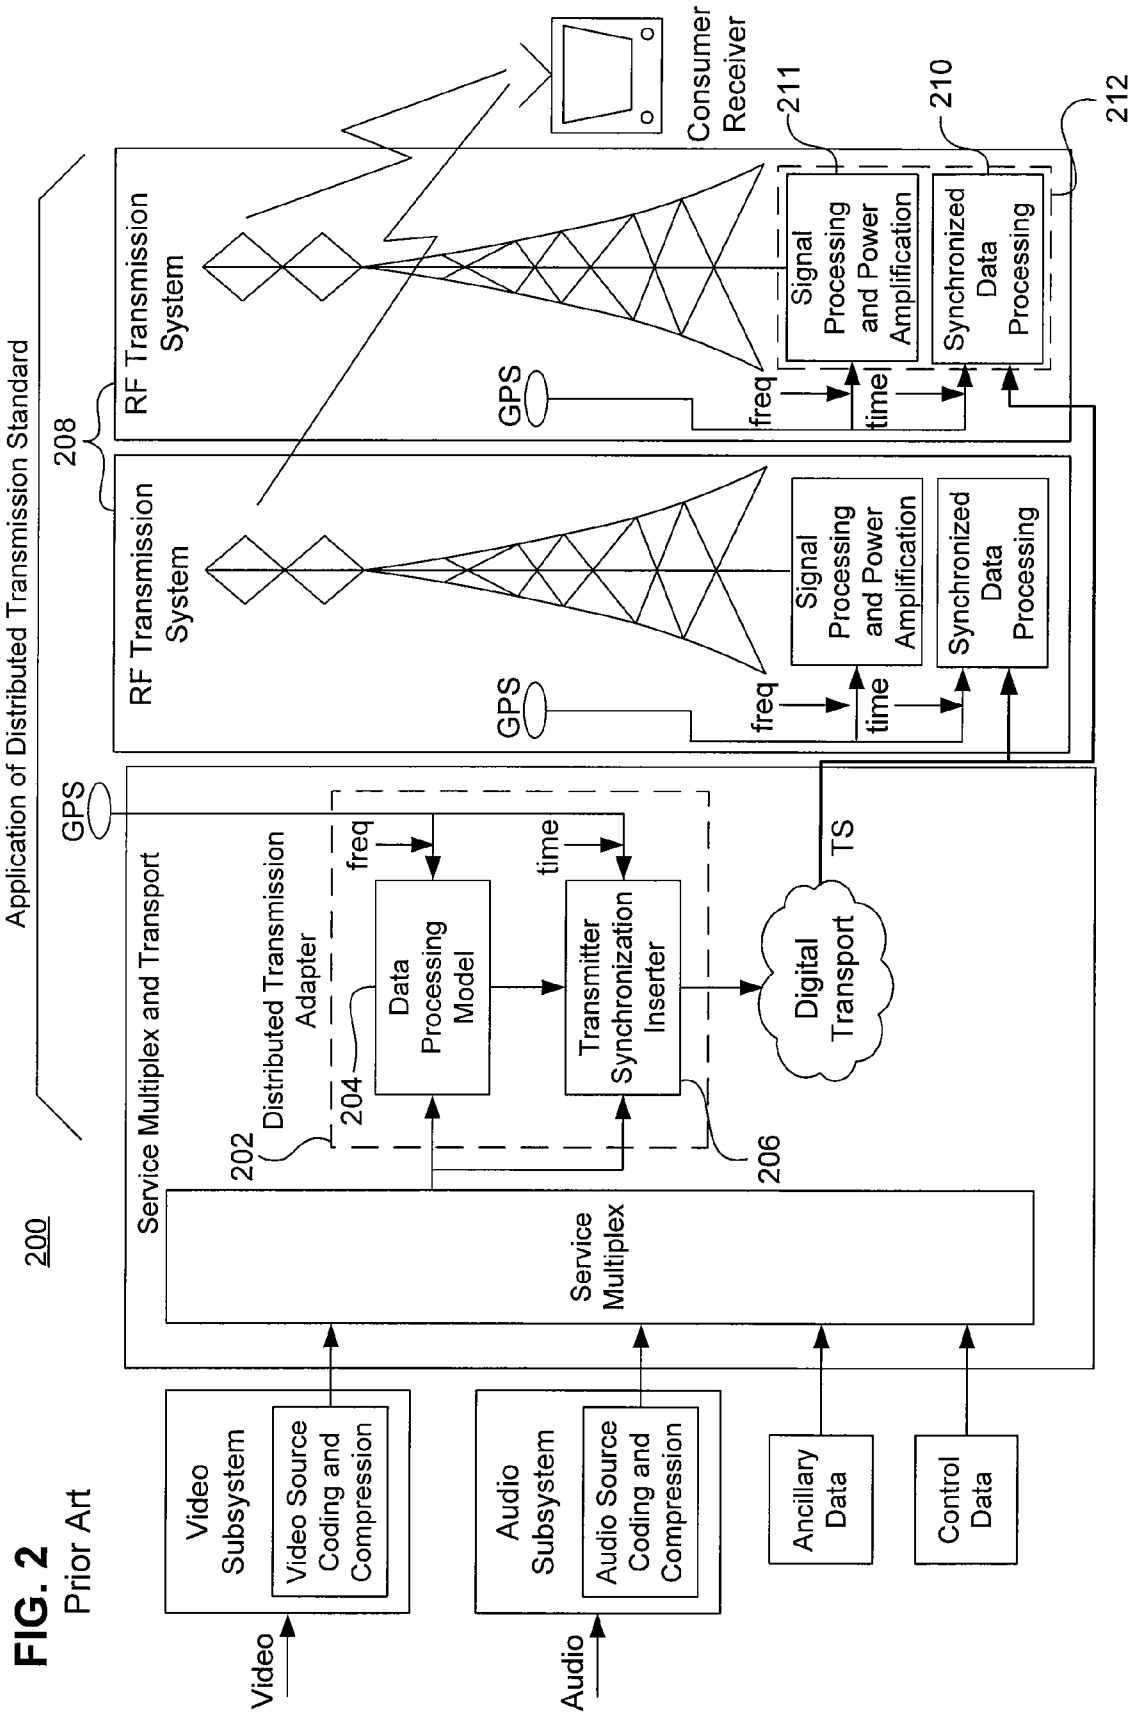 FIG. 2
Prior Art
200
Application of Distributed Transmission Standard
Video
Video
Subsystem
Video Source
Coding and
Compression
Audio
Audio
Subsystem
Audio Source
Coding and
Compression
Ancillary
Data
Control
Data
Service Multiplex and Transport
Service
Multiplex
202
Distributed Transmission
Adapter
204
Data
Processing
Model
freq
GPS
Transmitter
Synchronization
Inserter
time
206
Digital
Transport
TS
208
RF Transmission
System
GPS
freq
Signal
Processing
and Power
Amplification
time
Synchronized
Data
Processing
RF Transmission
System
GPS
freq
Signal
Processing
and Power
Amplification
time
Synchronized
Data
Processing
Consumer
Receiver
211
210
212